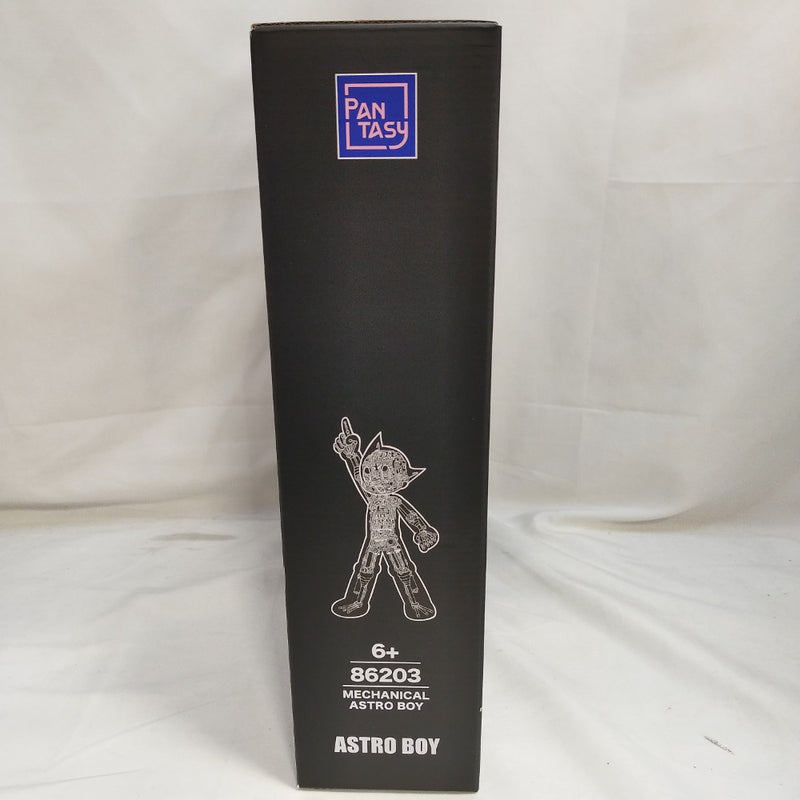 PAN
TASY
6+
86203
MECHANICAL
ASTRO BOY
ASTRO BOY